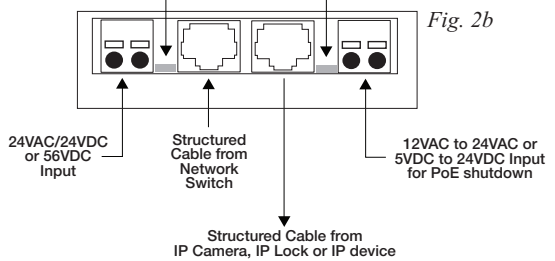 Fig. 2b
24VAC/24VDC
or 56VDC
Input
Structured
Cable from
Network
Switch
12VAC to 24VAC or
5VDC to 24VDC Input
for PoE shutdown
Structured Cable from
IP Camera, IP Lock or IP device